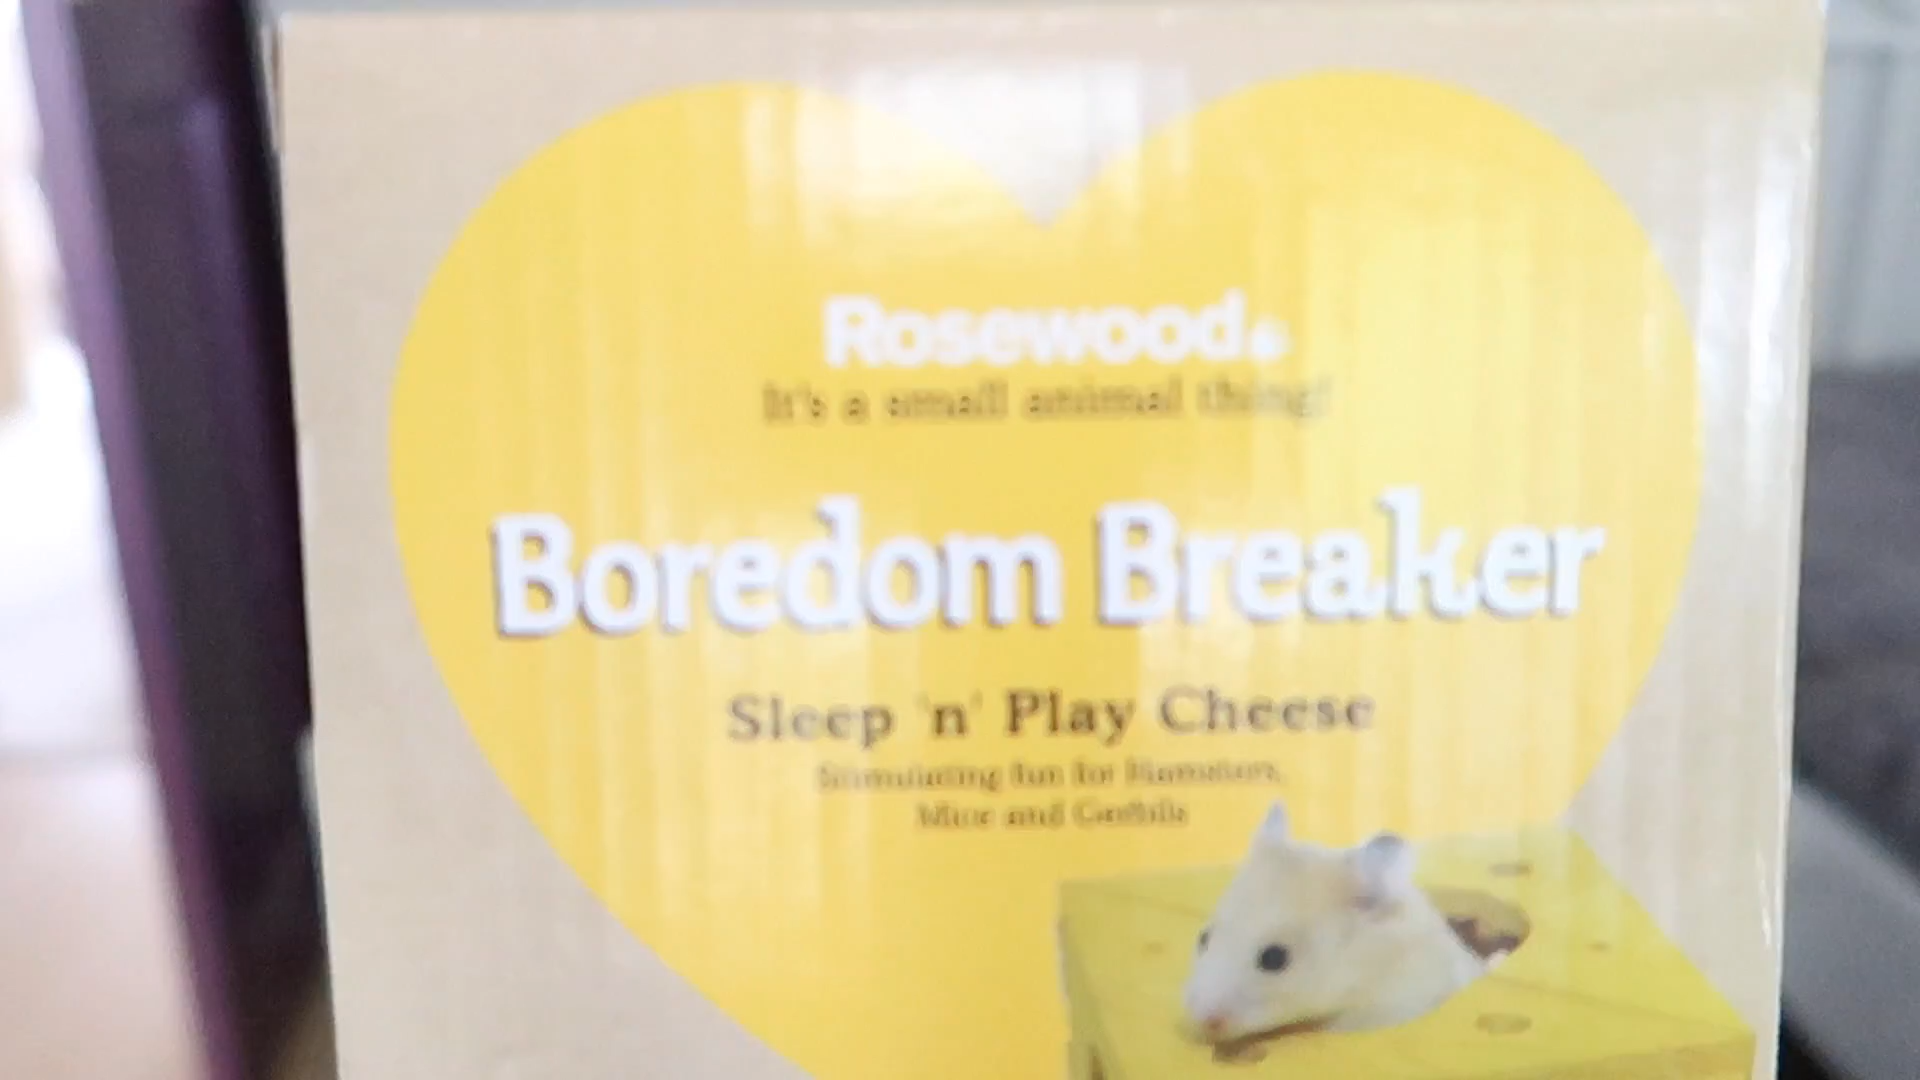 Rosewood
It's a small animal thing!
Boredom Breaker
Sleep 'n' Play Cheese
Stimulating fun for Hamsters,
Mice and Gerbils